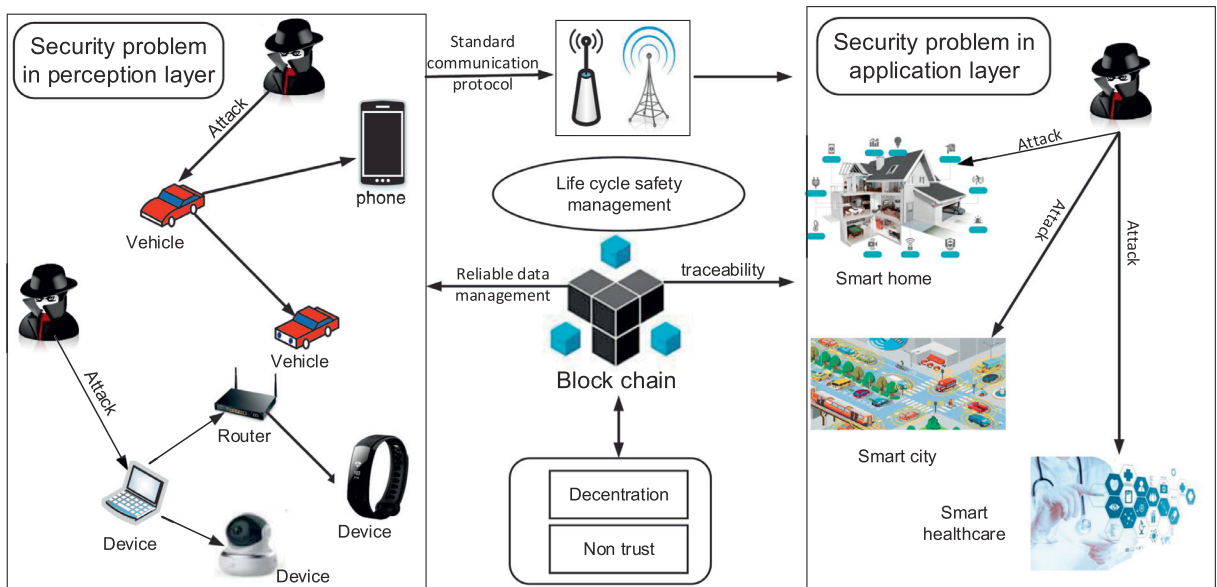 Security problem
in perception layer
Attack
phone
Vehicle
Vehicle
Attack
Router
Device
Device
Device
Standard
communication
protocol
Life cycle safety
management
Reliable data
management
traceability
Block chain
Decentration
Non trust
Security problem in
application layer
Attack
Attack
Attack
Smart home
Smart city
Smart
healthcare